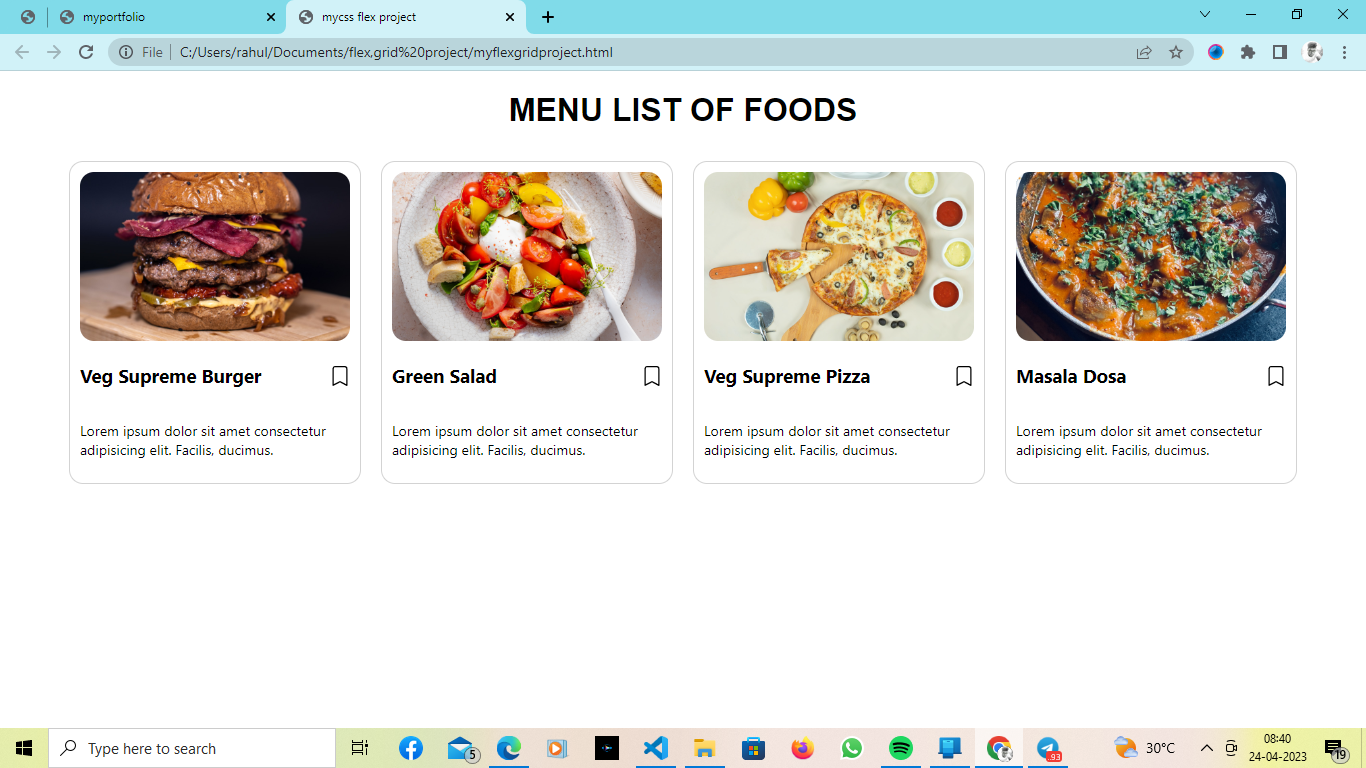 myportfolio
mycss flex project
File
C:/Users/rahul/Documents/flex,grid%20project/myflexgridproject.html
MENU LIST OF FOODS
Veg Supreme Burger
Lorem ipsum dolor sit amet consectetur
adipisicing elit. Facilis, ducimus.
Green Salad
Lorem ipsum dolor sit amet consectetur
adipisicing elit. Facilis, ducimus.
Veg Supreme Pizza
Lorem ipsum dolor sit amet consectetur
adipisicing elit. Facilis, ducimus.
Masala Dosa
Lorem ipsum dolor sit amet consectetur
adipisicing elit. Facilis, ducimus.
Type here to search
5
93
30°C
08:40
24-04-2023
19